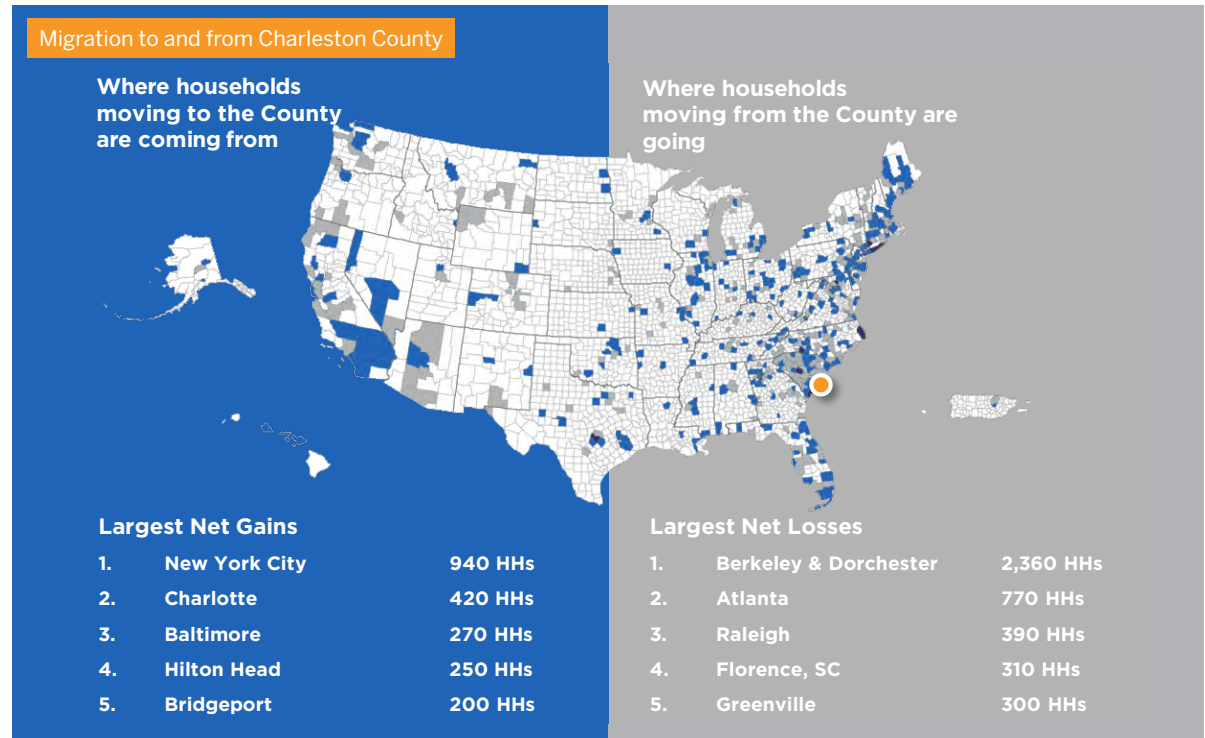 Migration to and from Charleston County
Where households
moving to the County
are coming from
Where households
moving from the County are
going
Largest Net Gains
1. New York City 940 HHs
2. Charlotte 420 HHs
3. Baltimore 270 HHs
4. Hilton Head 250 HHs
5. Bridgeport 200 HHs
Largest Net Losses
1. Berkeley & Dorchester 2,360 HHs
2. Atlanta 770 HHs
3. Raleigh 390 HHs
4. Florence, SC 310 HHs
5. Greenville 300 HHs